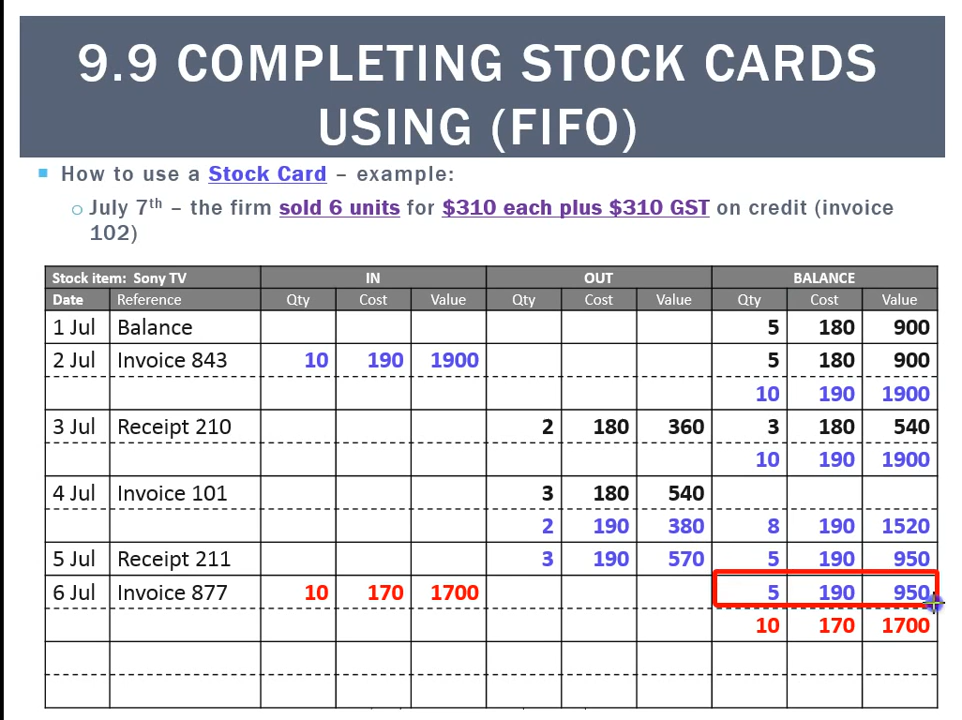 9.9 COMPLETING STOCK CARDS
USING (FIFO)
How to use a Stock Card – example:
July 7th – the firm sold 6 units for $310 each plus $310 GST on credit (invoice
102)
Stock item: Sony TV IN OUT BALANCE
Date Reference Qty Cost Value Qty Cost Value Qty Cost Value
1 Jul Balance 5 180 900
2 Jul Invoice 843 10 190 1900 5 180 900
10 190 1900
3 Jul Receipt 210 2 180 360 3 180 540
10 190 1900
4 Jul Invoice 101 3 180 540
2 190 380 8 190 1520
5 Jul Receipt 211 3 190 570 5 190 950
6 Jul Invoice 877 10 170 1700 5 190 950
10 170 1700